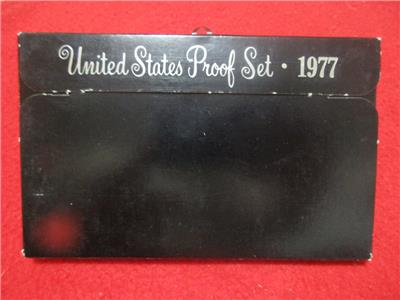 United States Proof Set · 1977